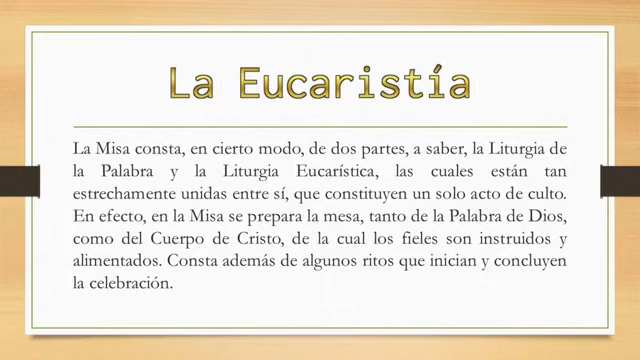 La Eucaristía
La Misa consta, en cierto modo, de dos partes, a saber, la Liturgia de
la Palabra y la Liturgia Eucarística, las cuales están tan
estrechamente unidas entre sí, que constituyen un solo acto de culto.
En efecto, en la Misa se prepara la mesa, tanto de la Palabra de Dios,
como del Cuerpo de Cristo, de la cual los fieles son instruidos y
alimentados. Consta además de algunos ritos que inician y concluyen
la celebración.